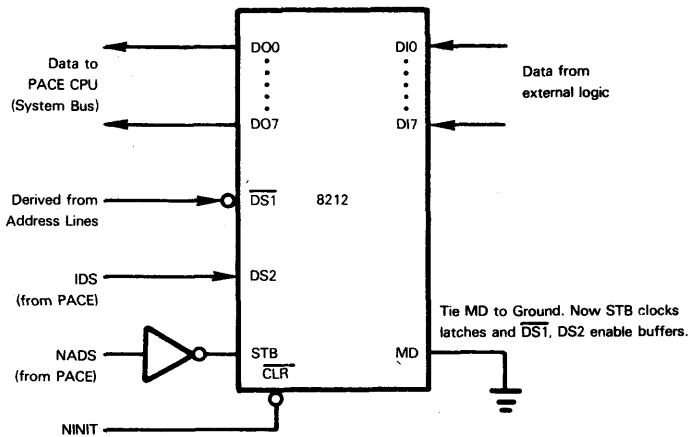 DO0
DI0
Data to
PACE CPU
(System Bus)
Data from
external logic
DO7
DI7
Derived from
Address Lines
DS1
8212
IDS
(from PACE)
DS2
Tie MD to Ground. Now STB clocks
latches and DS1, DS2 enable buffers.
NADS
(from PACE)
STB
MD
CLR
NINIT